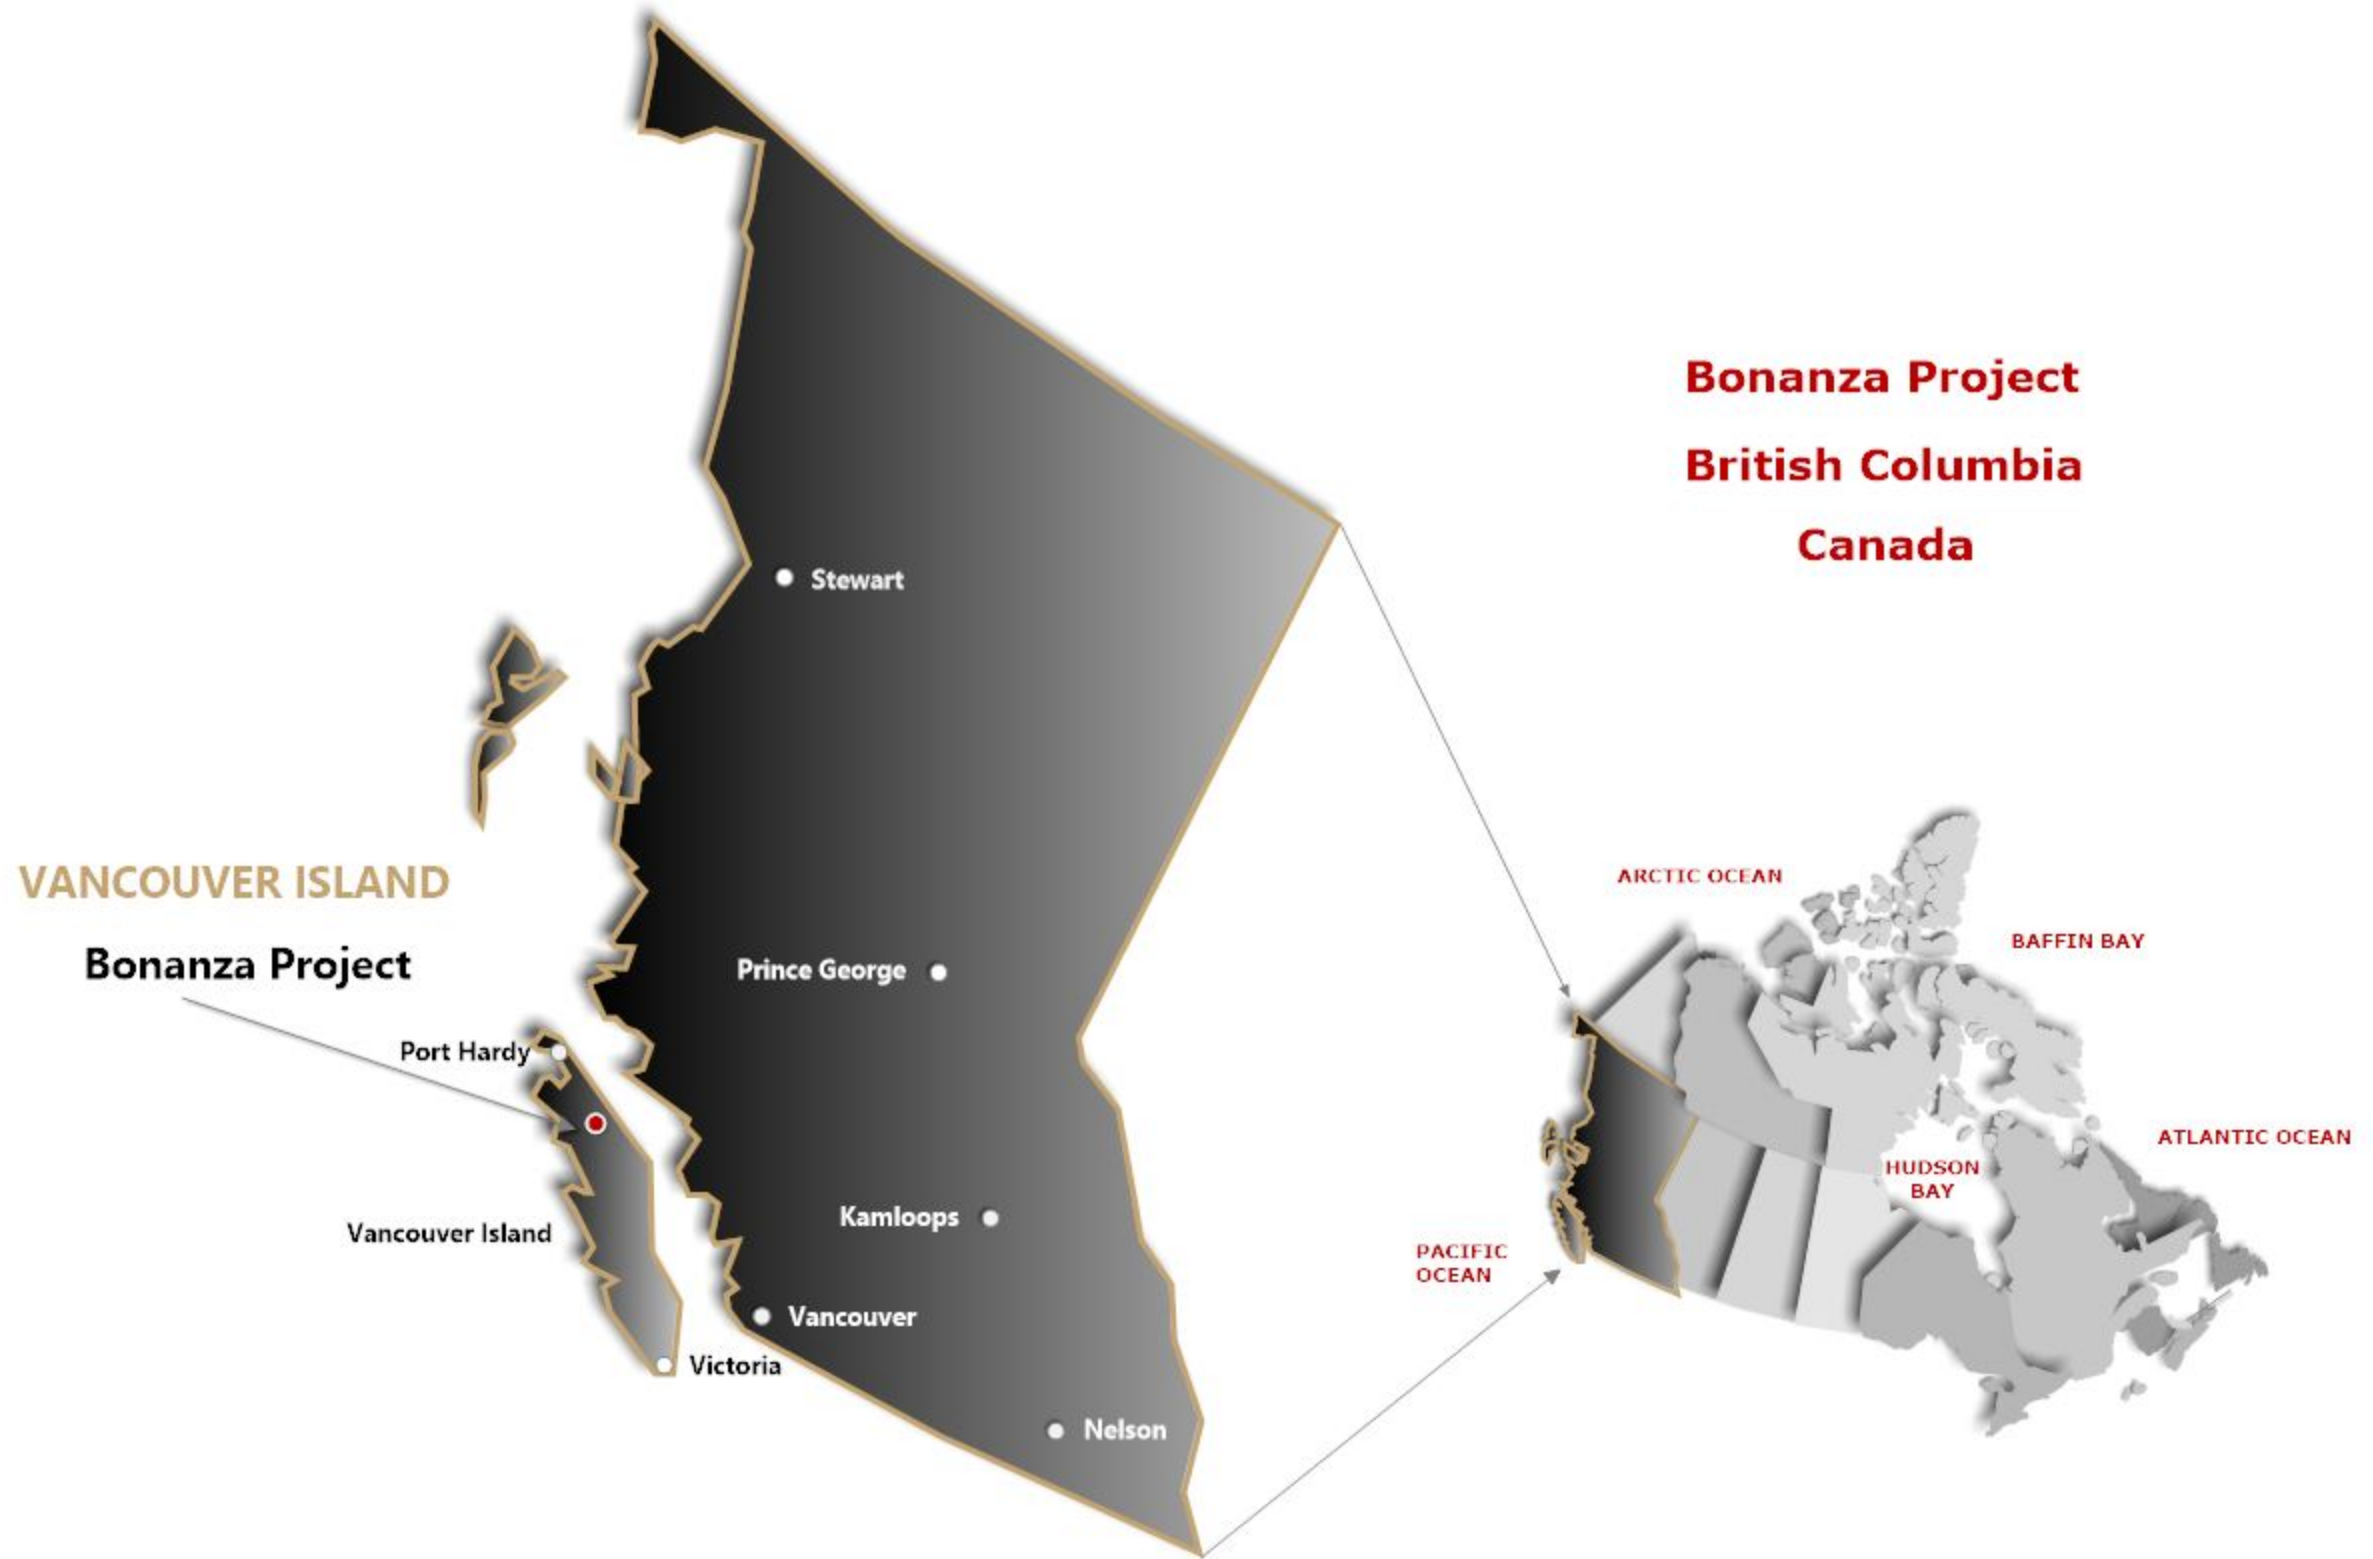 Bonanza Project
British Columbia
Canada
Stewart
VANCOUVER ISLAND
Bonanza Project
Prince George
Port Hardy
Kamloops
Vancouver Island
Vancouver
Victoria
Nelson
ARCTIC OCEAN
BAFFIN BAY
ATLANTIC OCEAN
HUDSON
BAY
PACIFIC
OCEAN